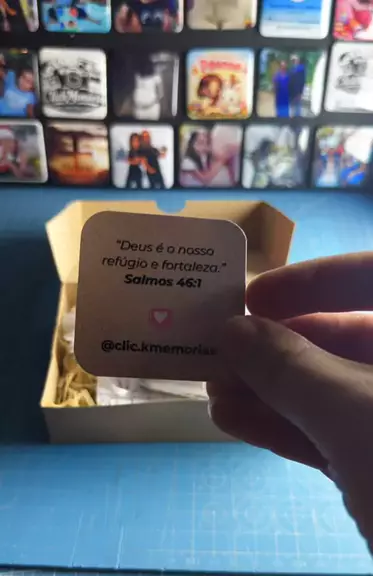 "Deus é o nosso
refúgio e fortaleza."
Salmos 46:1
@clic.kmemorias